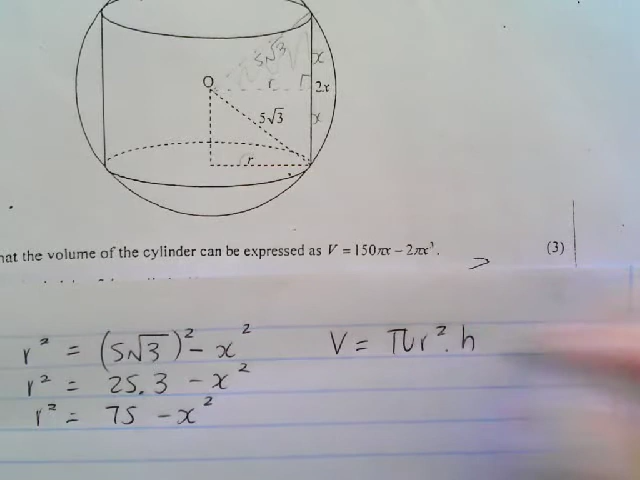 5√3
x
O
r
2x
5√3
x
r
hat the volume of the cylinder can be expressed as V = 150πx − 2πx³.
(3)
r² = (5√3)² − x²
V = πr².h
r² = 25.3 − x²
r² = 75 − x²